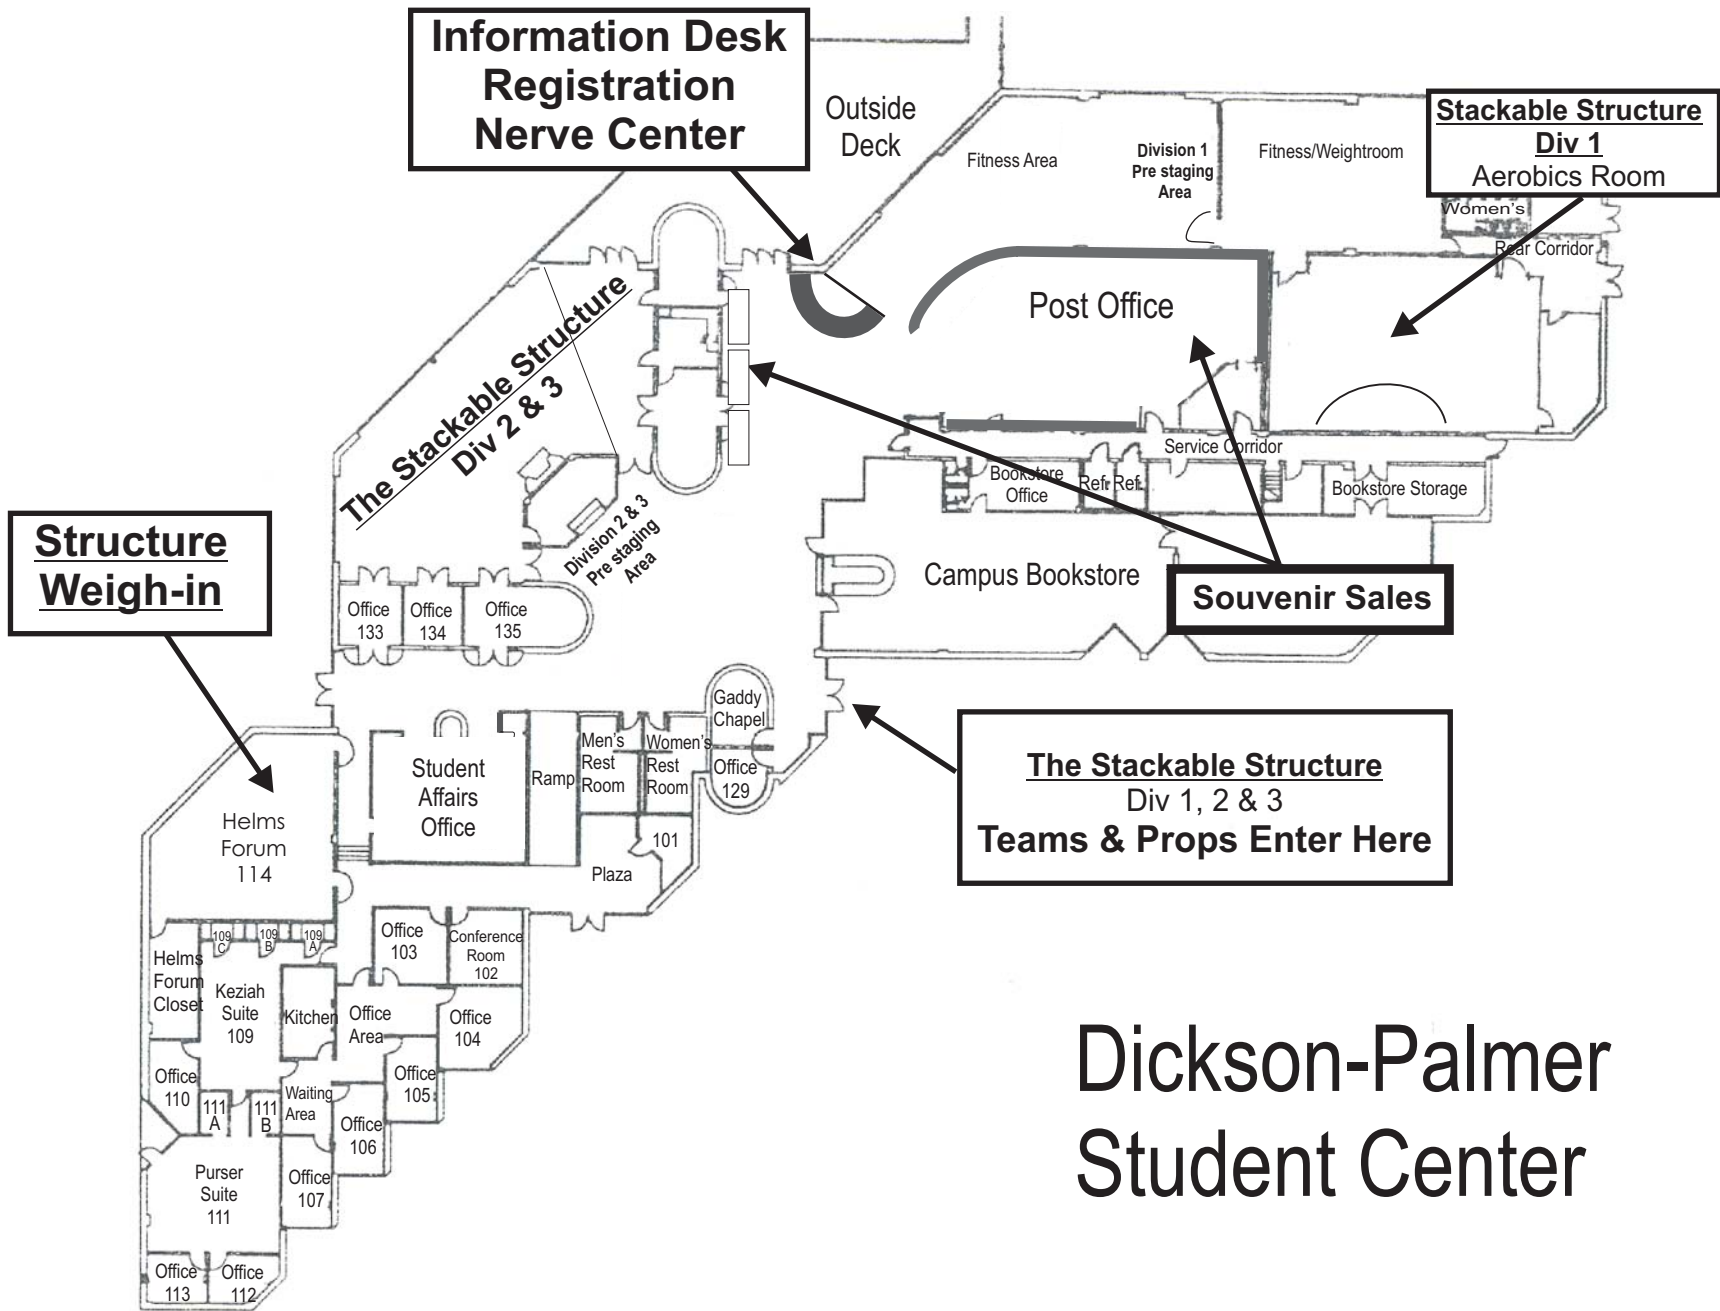 Information Desk
Registration
Nerve Center
Outside
Deck
Fitness Area
Division 1
Pre staging
Area
Fitness/Weightroom
Stackable Structure
Div 1
Aerobics Room
Women's
Rear Corridor
Post Office
The Stackable Structure
Div 2 & 3
Service Corridor
Bookstore
Office
Ref.
Ref.
Bookstore Storage
Division 2 & 3
Pre staging
Area
Structure
Weigh-in
Campus Bookstore
Souvenir Sales
Office
133
Office
134
Office
135
Gaddy
Chapel
Office
129
Men's
Rest
Room
Women's
Rest
Room
Ramp
Student
Affairs
Office
The Stackable Structure
Div 1, 2 & 3
Teams & Props Enter Here
Helms
Forum
114
101
Plaza
109
C
109
B
109
A
Office
103
Conference
Room
102
Helms
Forum
Closet
Keziah
Suite
109
Kitchen
Office
Area
Office
104
Office
105
Office
110
111
A
111
B
Waiting
Area
Office
106
Purser
Suite
111
Office
107
Office
113
Office
112
Dickson-Palmer
Student Center